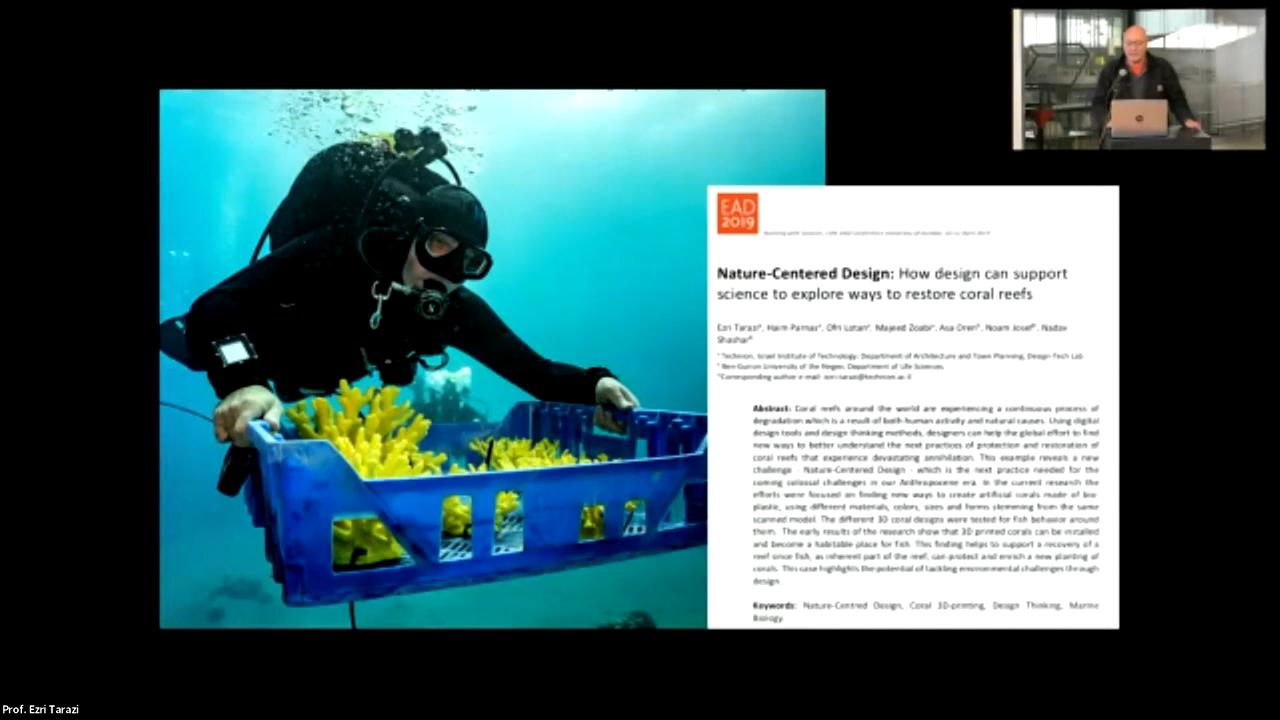 EAD
2019
Nature-Centered Design: How design can support
science to explore ways to restore coral reefs
Ezri Tarazi⁠ª, Haim Parnasª, Ofri Lotanª, Majeed Zoabiª, Asa Orenᵇ, Noam Josefᵇ, Nadav
Shasharᵇ
Technion, Israel Institute of Technology. Department of Architecture and Town Planning, Design-Tech Lab
Ben-Gurion University of the Negev. Department of Life Sciences
Corresponding author e-mail:
Abstract: Coral reefs around the world are experiencing a continuous process of
degradation which is a result of both human activity and natural causes. Using digital
design tools and design thinking methods, designers can help the global effort to find
new ways to better understand the next practices of protection and restoration of
coral reefs that experience devastating annihilation. This example reveals a new
challenge - Nature-Centered Design - which is the next practice needed for the
coming colossal challenges in our Anthropocene era. In the current research the
efforts were focused on finding new ways to create artificial corals made of bio-
plastic, using different materials, colors, sizes and forms stemming from the same
scanned model. The different 3D coral designs were tested for fish behavior around
them. The early results of the research show that 3D printed corals can be installed
and become a habitable place for fish. This finding helps to support a recovery of a
reef since fish, as inherent part of the reef, can protect and enrich a new planting of
corals. This case highlights the potential of tackling environmental challenges through
design.
Keywords: Nature-Centred Design, Coral 3D-printing, Design Thinking, Marine
Biology
Prof. Ezri Tarazi